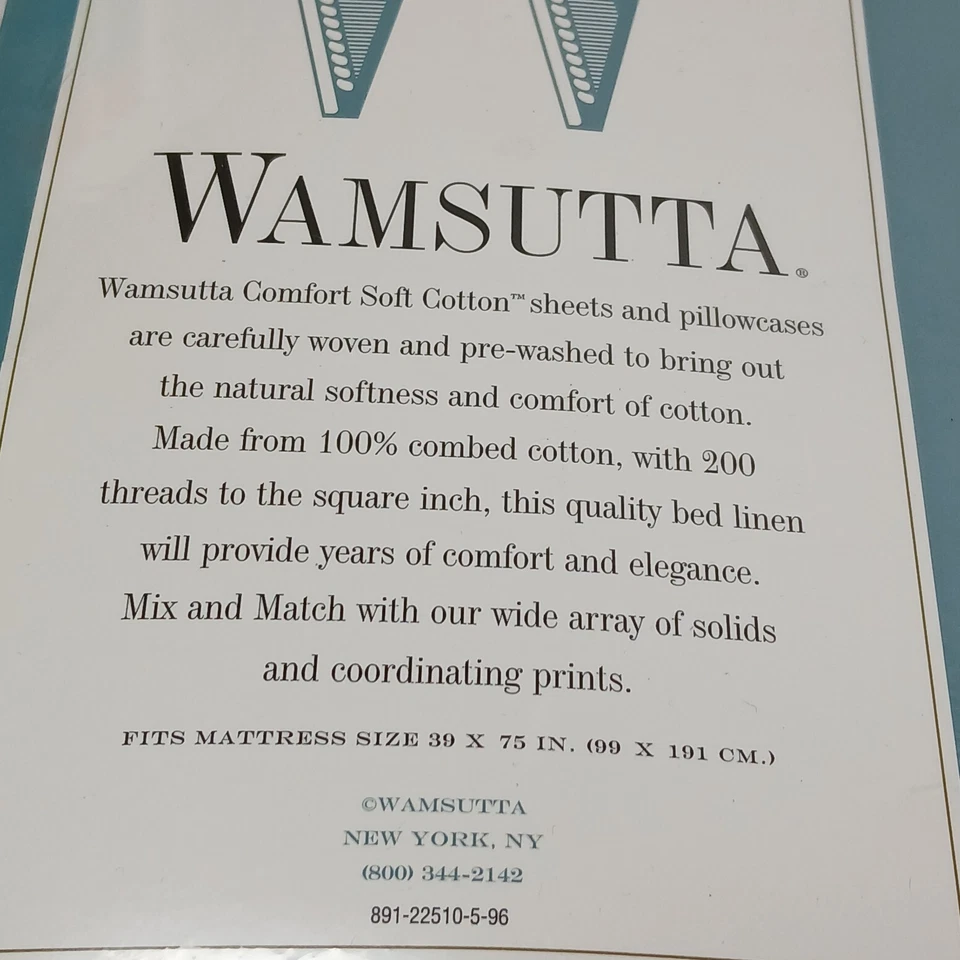 WAMSUTTA®
Wamsutta Comfort Soft Cotton™ sheets and pillowcases
are carefully woven and pre-washed to bring out
the natural softness and comfort of cotton.
Made from 100% combed cotton, with 200
threads to the square inch, this quality bed linen
will provide years of comfort and elegance.
Mix and Match with our wide array of solids
and coordinating prints.
FITS MATTRESS SIZE 39 X 75 IN. (99 X 191 CM.)
©WAMSUTTA
NEW YORK, NY
(800) 344-2142
891-22510-5-96